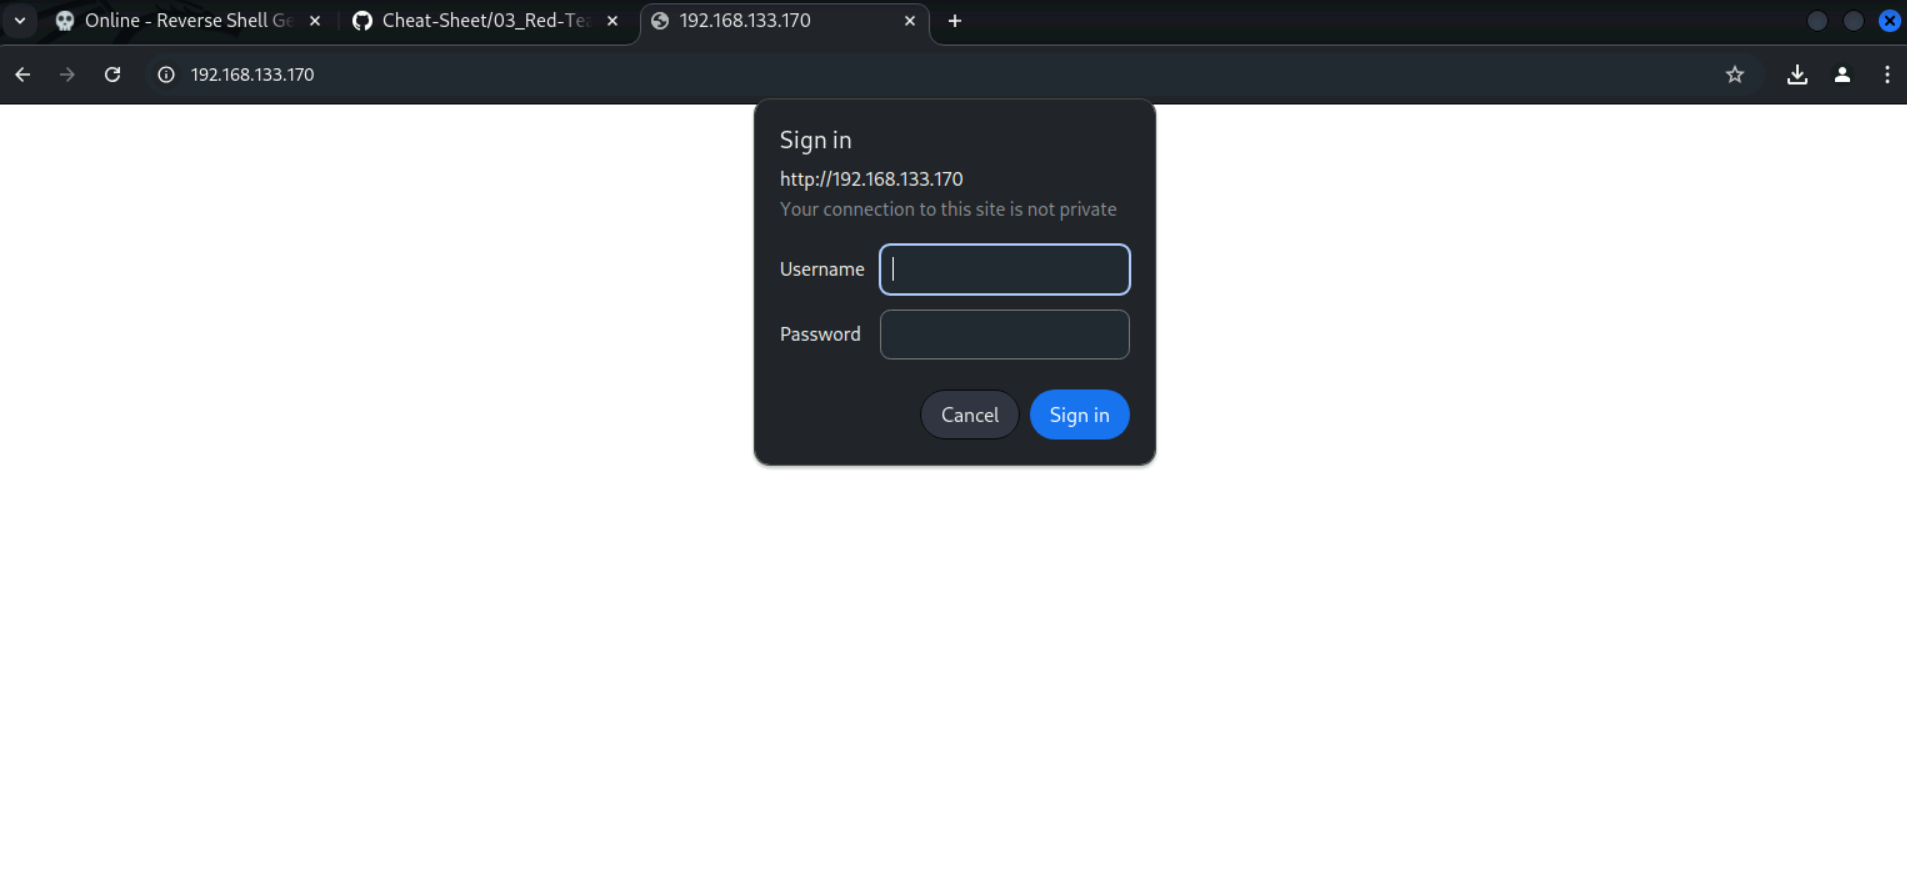 Online - Reverse Shell Ge
Cheat-Sheet/03_Red-Tea
192.168.133.170
192.168.133.170
Sign in
http://192.168.133.170
Your connection to this site is not private
Username
Password
Cancel
Sign in